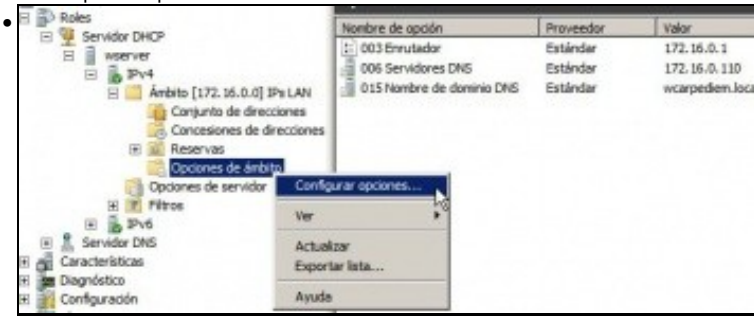 Roles
Servidor DHCP
wserver
IPv4
Ámbito [172.16.0.0] IPs LAN
Conjunto de direcciones
Concesiones de direcciones
Reservas
Opciones de ámbito
Opciones de servidor
Filtros
IPv6
Servidor DNS
Características
Diagnóstico
Configuración
Nombre de opción Proveedor Valor
003 Enrutador Estándar 172.16.0.1
006 Servidores DNS Estándar 172.16.0.110
015 Nombre de dominio DNS Estándar wcarpediem.loca
Configurar opciones...
Ver
Actualizar
Exportar lista...
Ayuda